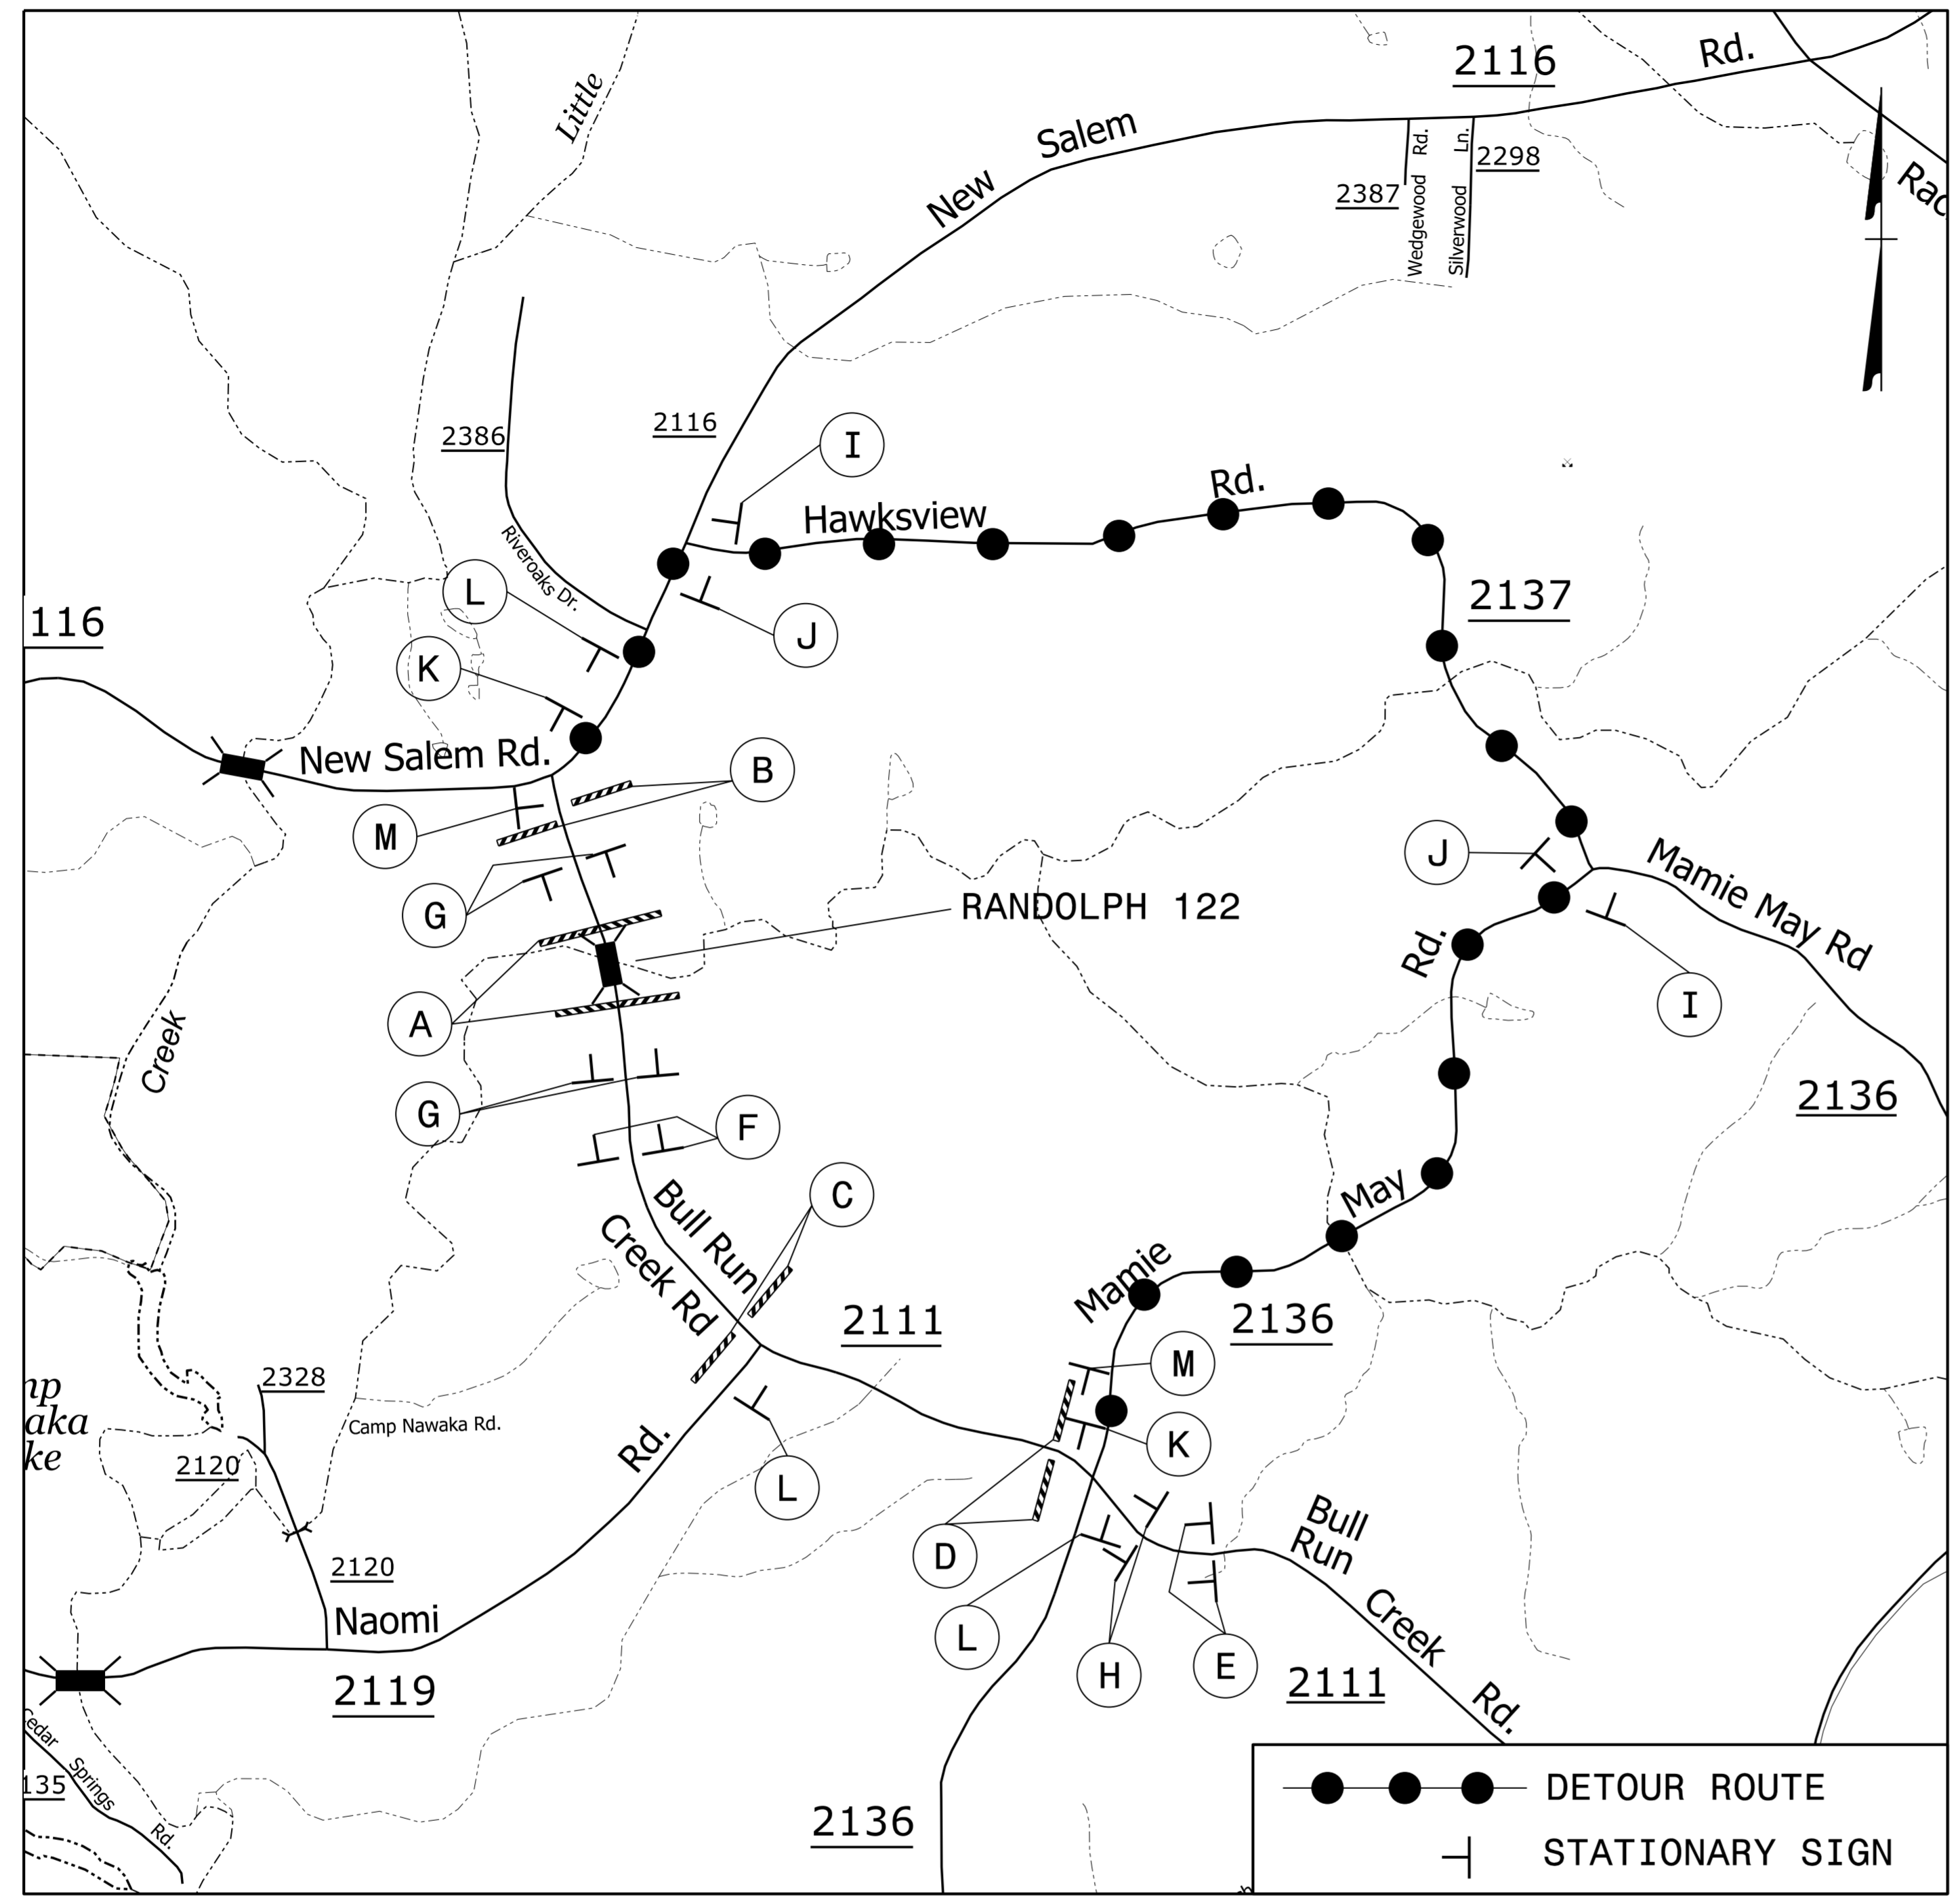 Little
2116
Rd.
New
Salem
2387
Wedgewood Rd.
Silverwood Ln.
2298
2386
2116
I
Hawksview
Rd.
Riveroaks Dr.
L
J
2137
116
K
New Salem Rd.
B
M
J
Mamie May Rd
G
RANDOLPH 122
Rd.
I
A
Creek
2136
G
F
May
C
Bull Run
Creek Rd
Mamie
2111
2136
M
2328
aka
ke
Camp Nawaka Rd.
Rd.
K
2120
L
Bull
Run
D
2120
Naomi
Creek
L
H
E
2111
2119
Rd.
Cedar
Springs
Rd.
135
2136
DETOUR ROUTE
STATIONARY SIGN